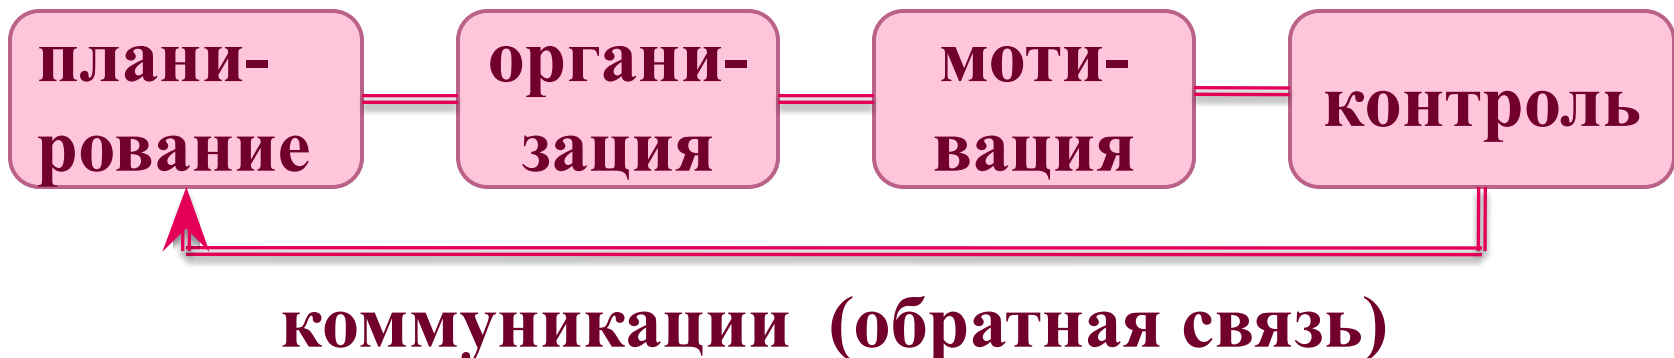 плани-
рование
органи-
зация
моти-
вация
контроль
коммуникации (обратная связь)